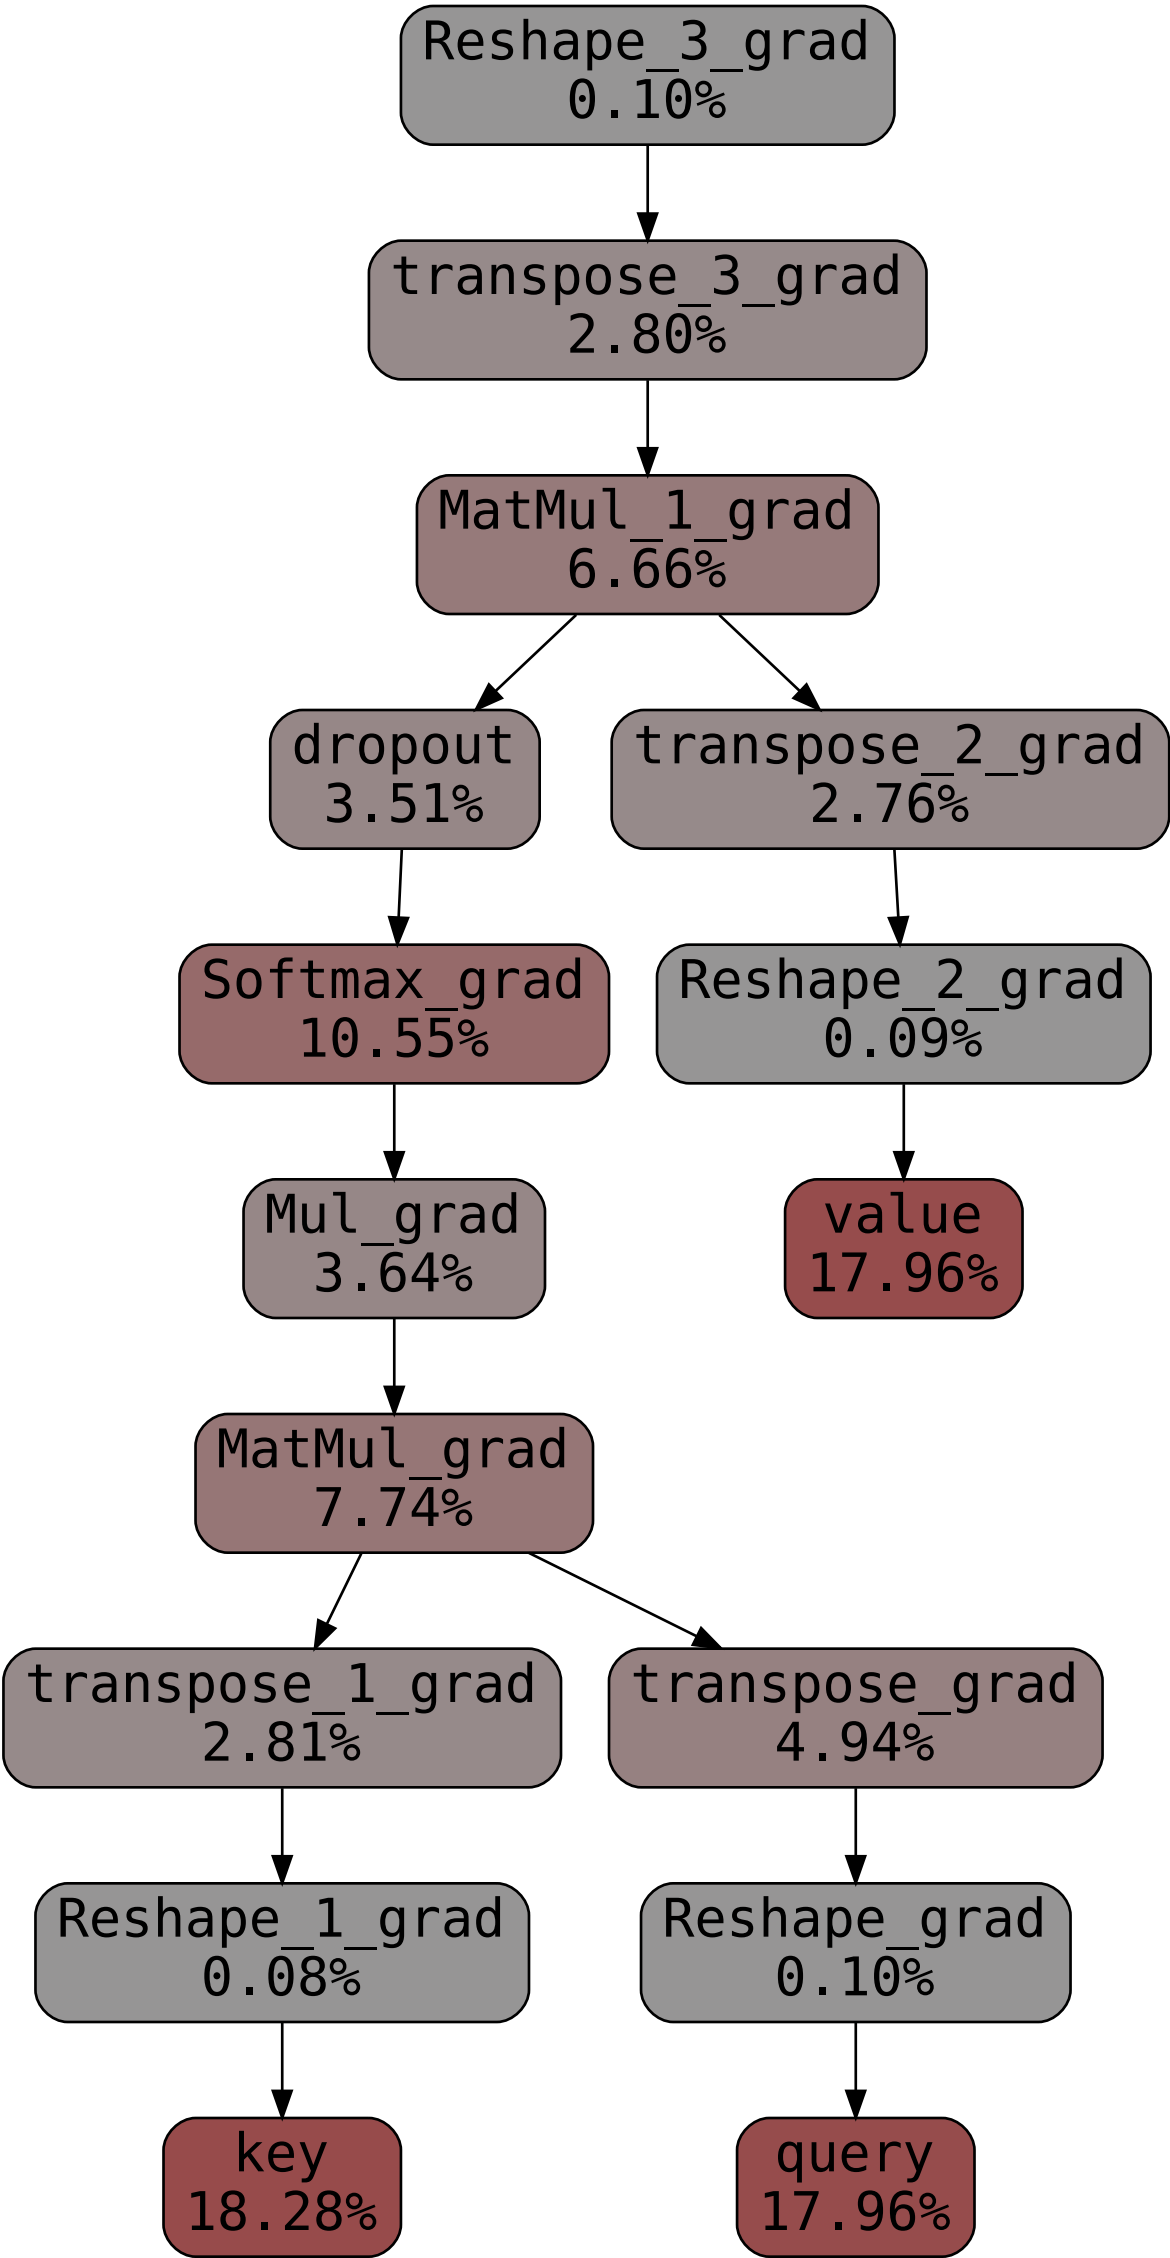 Reshape_3_grad
0.10%
transpose_3_grad
2.80%
MatMul_1_grad
6.66%
dropout
3.51%
transpose_2_grad
2.76%
Softmax_grad
10.55%
Reshape_2_grad
0.09%
Mul_grad
3.64%
value
17.96%
MatMul_grad
7.74%
transpose_1_grad
2.81%
transpose_grad
4.94%
Reshape_1_grad
0.08%
Reshape_grad
0.10%
key
18.28%
query
17.96%